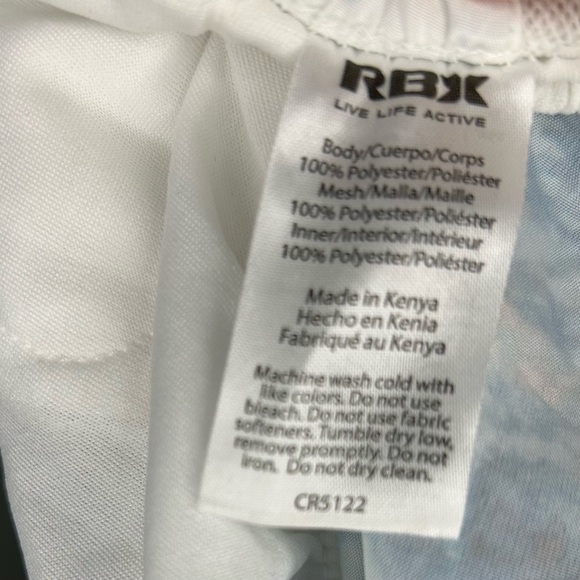 RBX
LIVE LIFE ACTIVE
Body/Cuerpo/Corps
100% Polyester/Poliéster
Mesh/Malla/Maille
100% Polyester/Poliéster
Inner/Interior/Intérieur
100% Polyester/Poliéster
Made in Kenya
Hecho en Kenia
Fabriqué au Kenya
Machine wash cold with
like colors. Do not use
bleach. Do not use fabric
softeners. Tumble dry low,
remove promptly. Do not
iron. Do not dry clean.
CR5122